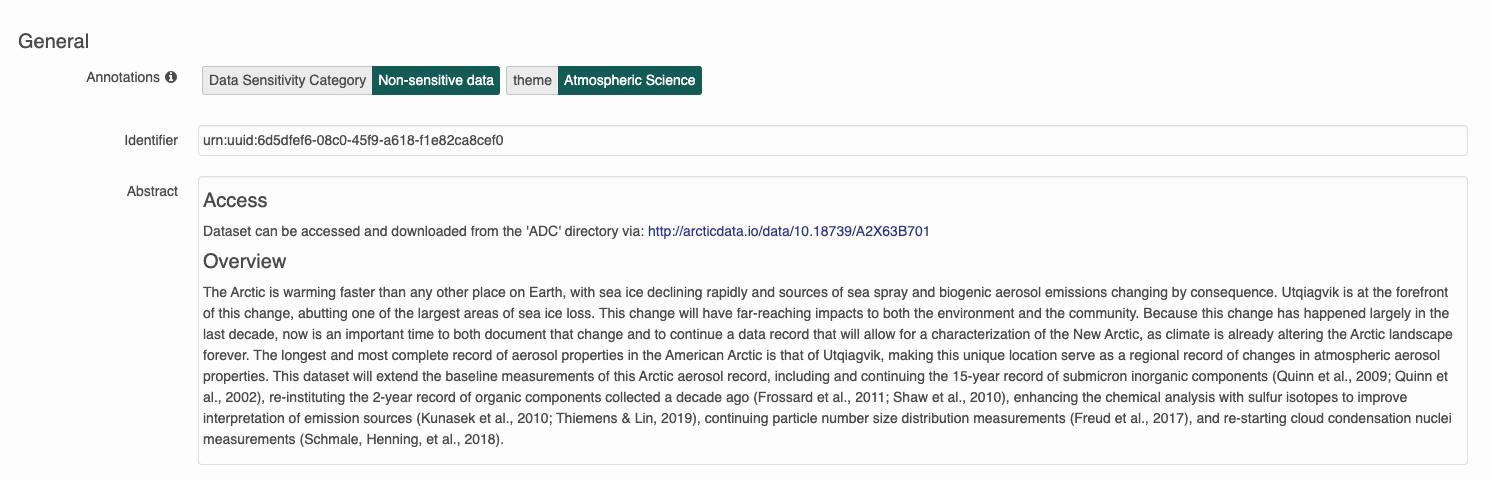 General
Annotations
Data Sensitivity Category Non-sensitive data theme Atmospheric Science
Identifier urn:uuid:6d5dfef6-08c0-45f9-a618-f1e82ca8cef0
Abstract
Access
Dataset can be accessed and downloaded from the 'ADC' directory via: http://arcticdata.io/data/10.18739/A2X63B701
Overview
The Arctic is warming faster than any other place on Earth, with sea ice declining rapidly and sources of sea spray and biogenic aerosol emissions changing by consequence. Utqiagvik is at the forefront
of this change, abutting one of the largest areas of sea ice loss. This change will have far-reaching impacts to both the environment and the community. Because this change has happened largely in the
last decade, now is an important time to both document that change and to continue a data record that will allow for a characterization of the New Arctic, as climate is already altering the Arctic landscape
forever. The longest and most complete record of aerosol properties in the American Arctic is that of Utqiagvik, making this unique location serve as a regional record of changes in atmospheric aerosol
properties. This dataset will extend the baseline measurements of this Arctic aerosol record, including and continuing the 15-year record of submicron inorganic components (Quinn et al., 2009; Quinn et
al., 2002), re-instituting the 2-year record of organic components collected a decade ago (Frossard et al., 2011; Shaw et al., 2010), enhancing the chemical analysis with sulfur isotopes to improve
interpretation of emission sources (Kunasek et al., 2010; Thiemens & Lin, 2019), continuing particle number size distribution measurements (Freud et al., 2017), and re-starting cloud condensation nuclei
measurements (Schmale, Henning, et al., 2018).